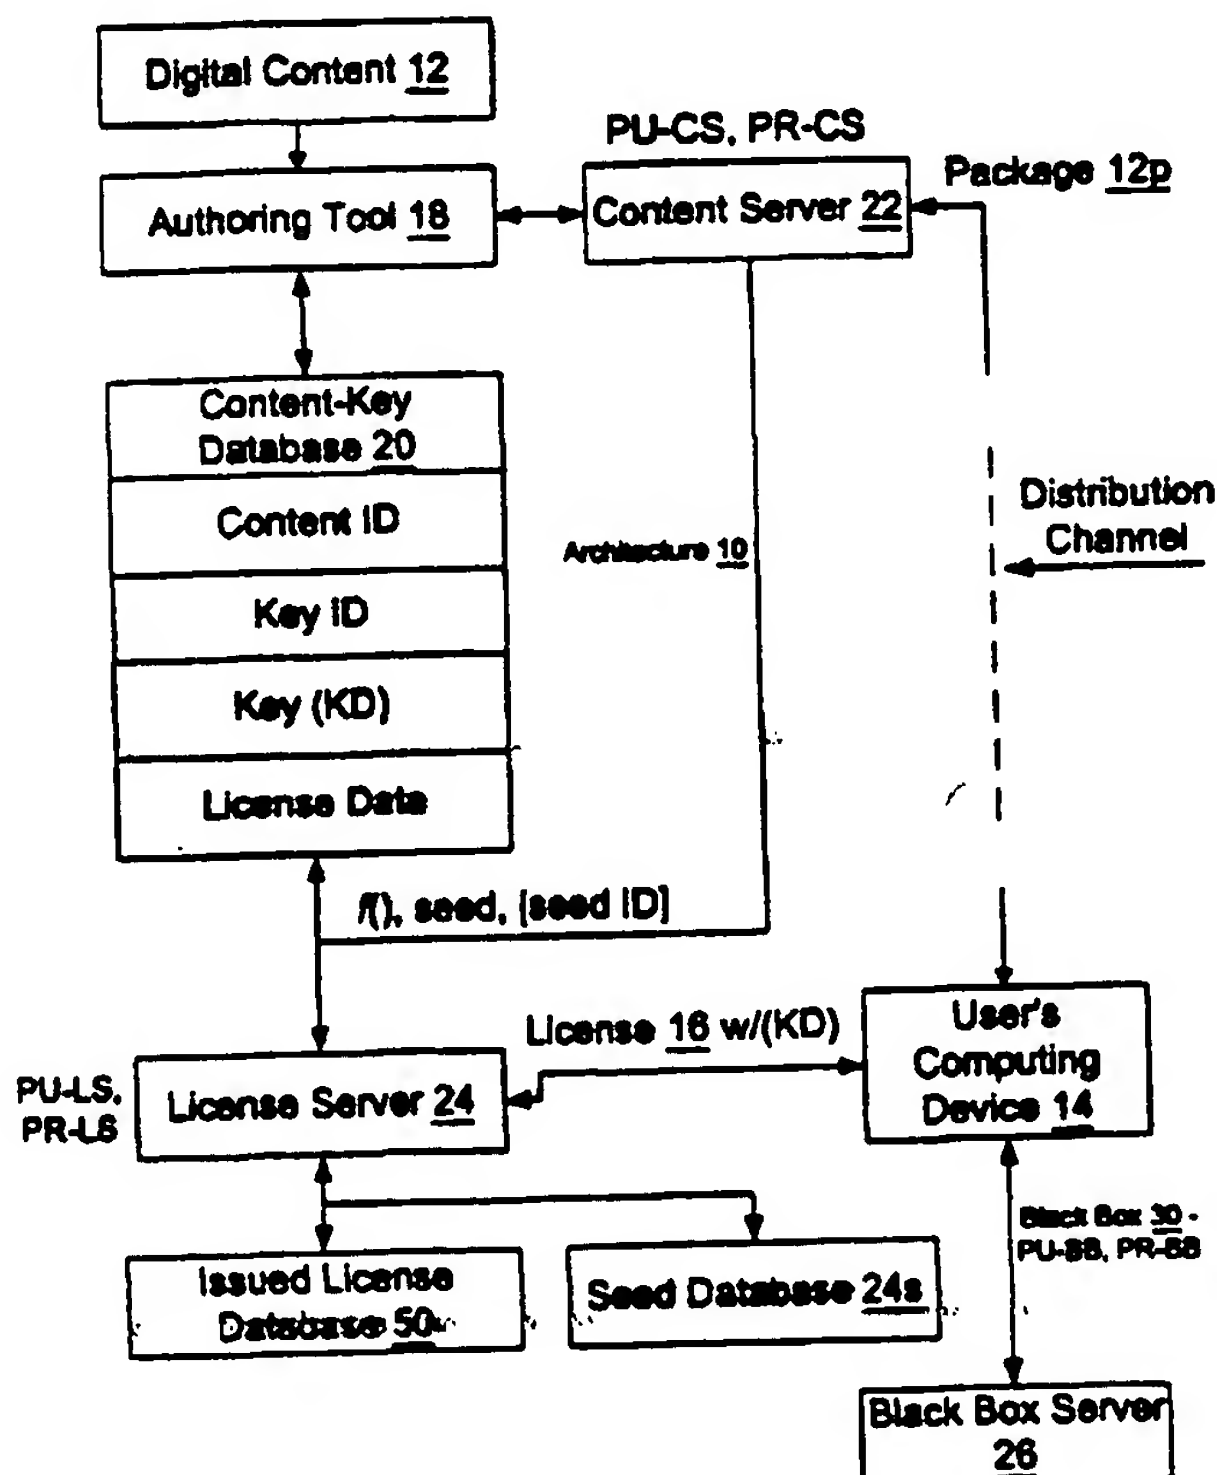 Digital Content 12
PU-CS, PR-CS
Package 12p
Authoring Tool 18
Content Server 22
Content-Key
Database 20
Content ID
Key ID
Key (KD)
License Data
Architecture 10
Distribution
Channel
f(), seed, [seed ID]
License 16 w/(KD)
User's
Computing
Device 14
PU-LS,
PR-LS
License Server 24
Black Box 30 -
PU-BB, PR-BB
Issued License
Database 50
Seed Database 24s
Black Box Server
26